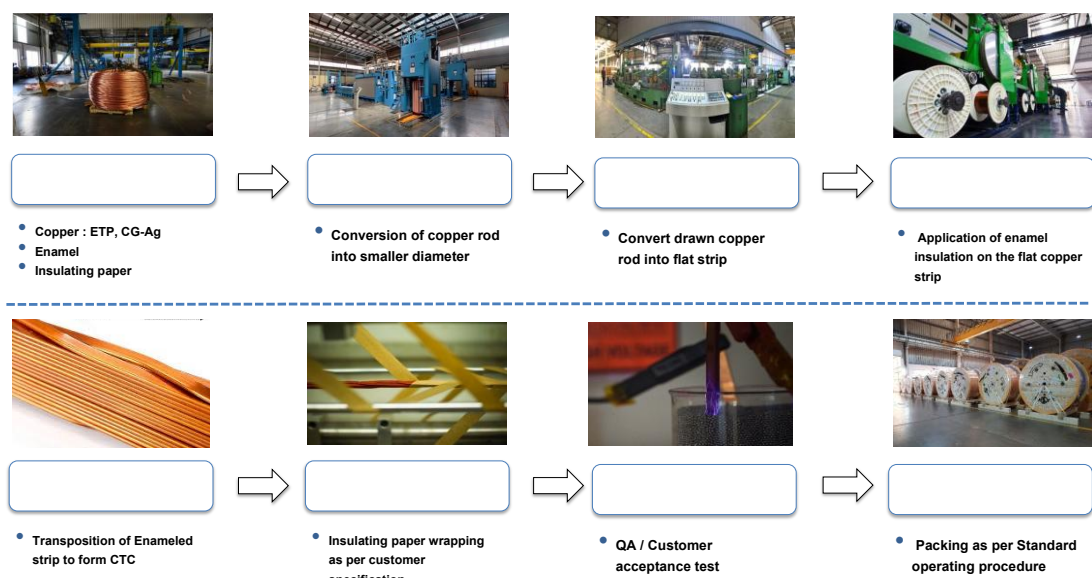 Copper : ETP, CG-Ag
Enamel
Insulating paper
Conversion of copper rod
into smaller diameter
Convert drawn copper
rod into flat strip
Application of enamel
insulation on the flat copper
strip
Transposition of Enameled
strip to form CTC
Insulating paper wrapping
as per customer
specification
QA / Customer
acceptance test
Packing as per Standard
operating procedure